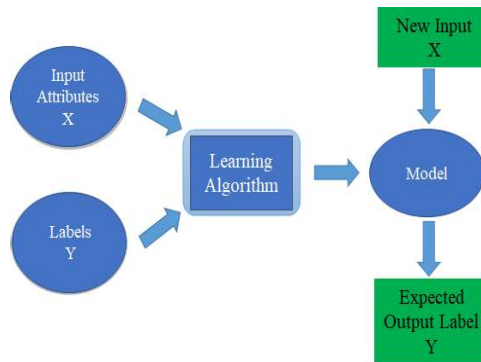 Input
Attributes
X
Labels
Y
Learning
Algorithm
New Input
X
Model
Expected
Output Label
Y